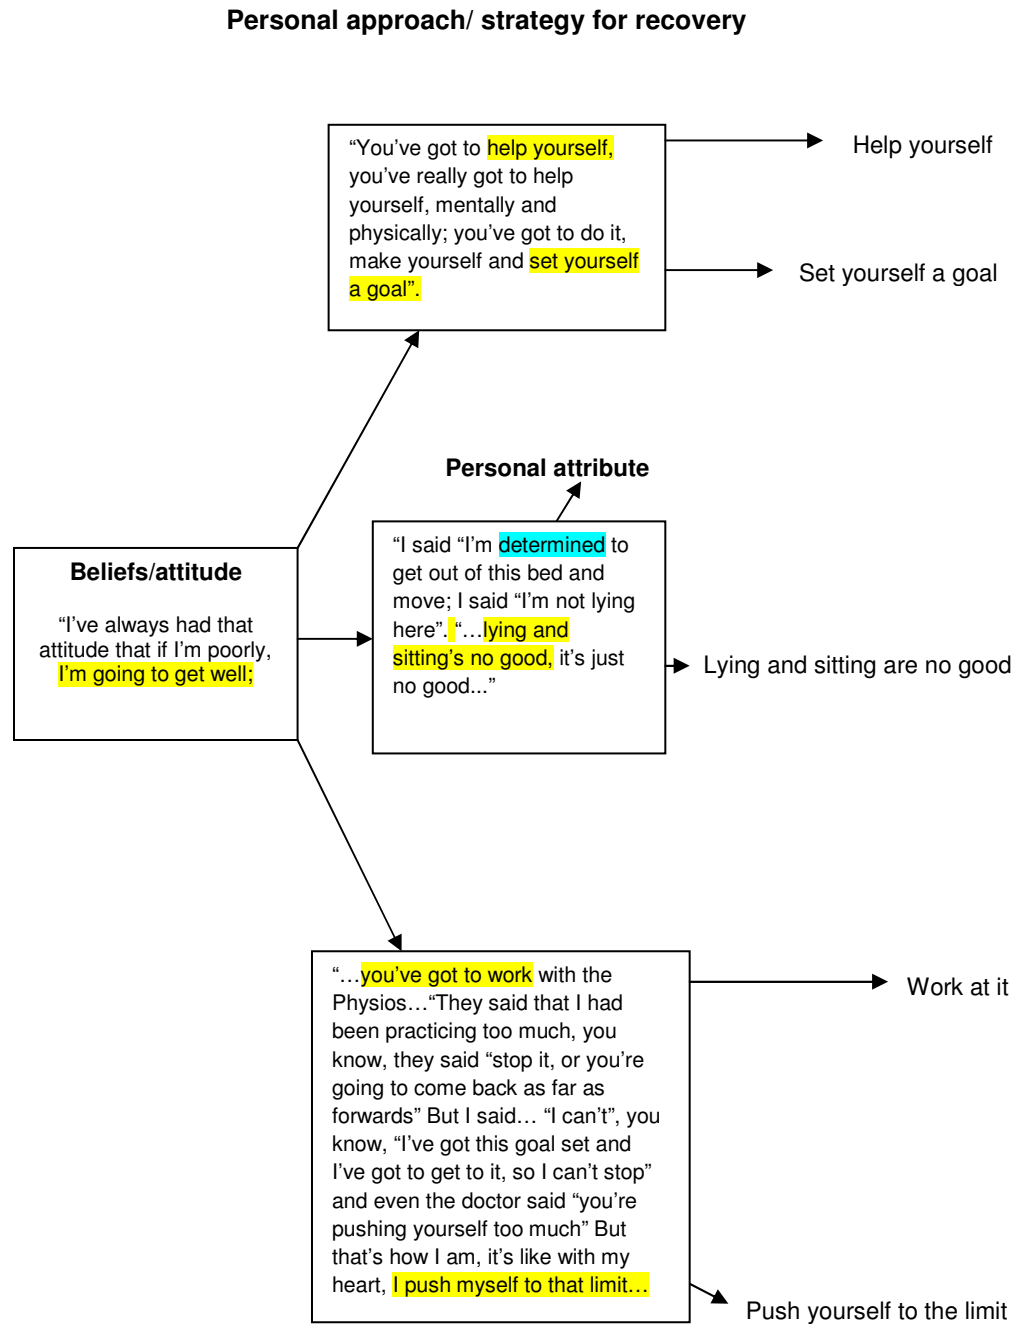 Personal approach/ strategy for recovery
“You’ve got to help yourself,
you’ve really got to help
yourself, mentally and
physically; you’ve got to do it,
make yourself and set yourself
a goal”.
Help yourself
Set yourself a goal
Personal attribute
Beliefs/attitude
“I’ve always had that
attitude that if I’m poorly,
I’m going to get well;
“I said “I’m determined to
get out of this bed and
move; I said “I’m not lying
here”. “…lying and
sitting’s no good, it’s just
no good...”
Lying and sitting are no good
“…you’ve got to work with the
Physios…“They said that I had
been practicing too much, you
know, they said “stop it, or you’re
going to come back as far as
forwards” But I said… “I can’t”, you
know, “I’ve got this goal set and
I’ve got to get to it, so I can’t stop”
and even the doctor said “you’re
pushing yourself too much” But
that’s how I am, it’s like with my
heart, I push myself to that limit…
Work at it
Push yourself to the limit